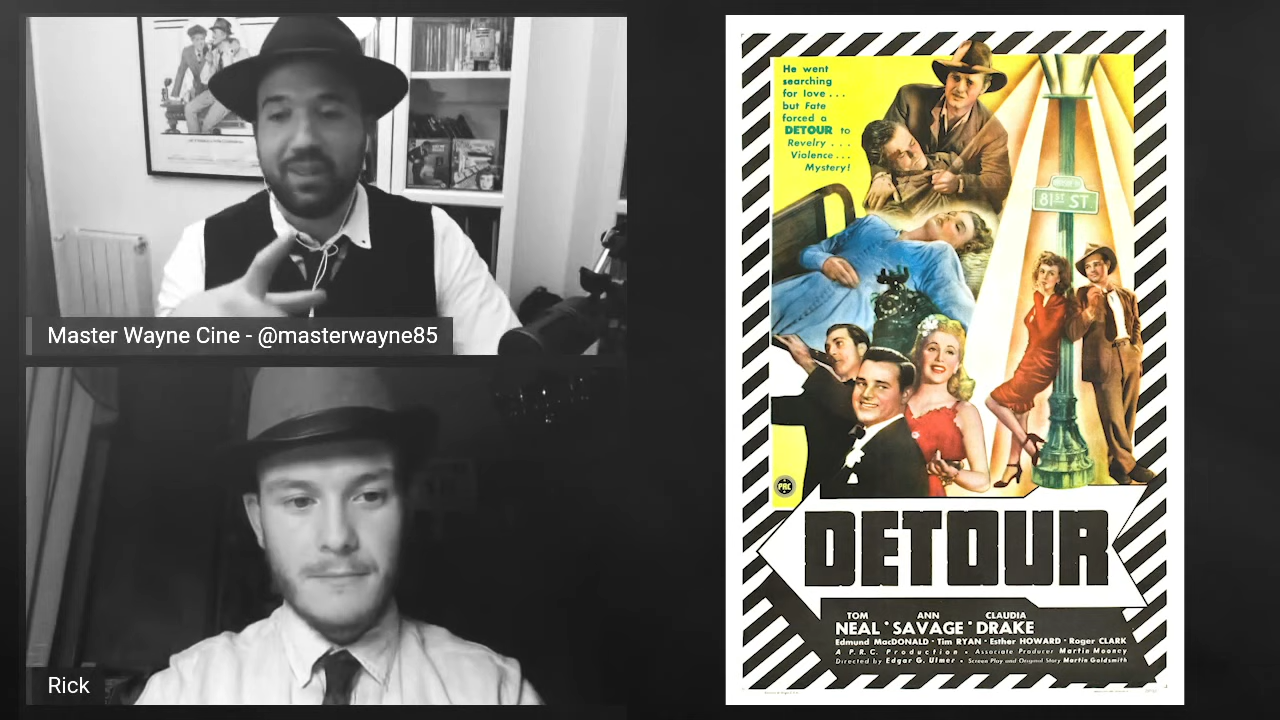 Master Wayne Cine - @masterwayne85
Rick
He went
searching
for love . . .
but Fate
forced a
DETOUR to
Revelry . . .
Violence . . .
Mystery!
81ST ST.
PRC
DETOUR
TOM ANN CLAUDIA
NEAL • SAVAGE • DRAKE
Edmund MacDONALD • Tim RYAN • Esther HOWARD • Roger CLARK
A P.R.C. Production • Associate Producer Martin Mooney
Directed by Edgar G. Ulmer • Screen Play and Original Story Martin Goldsmith